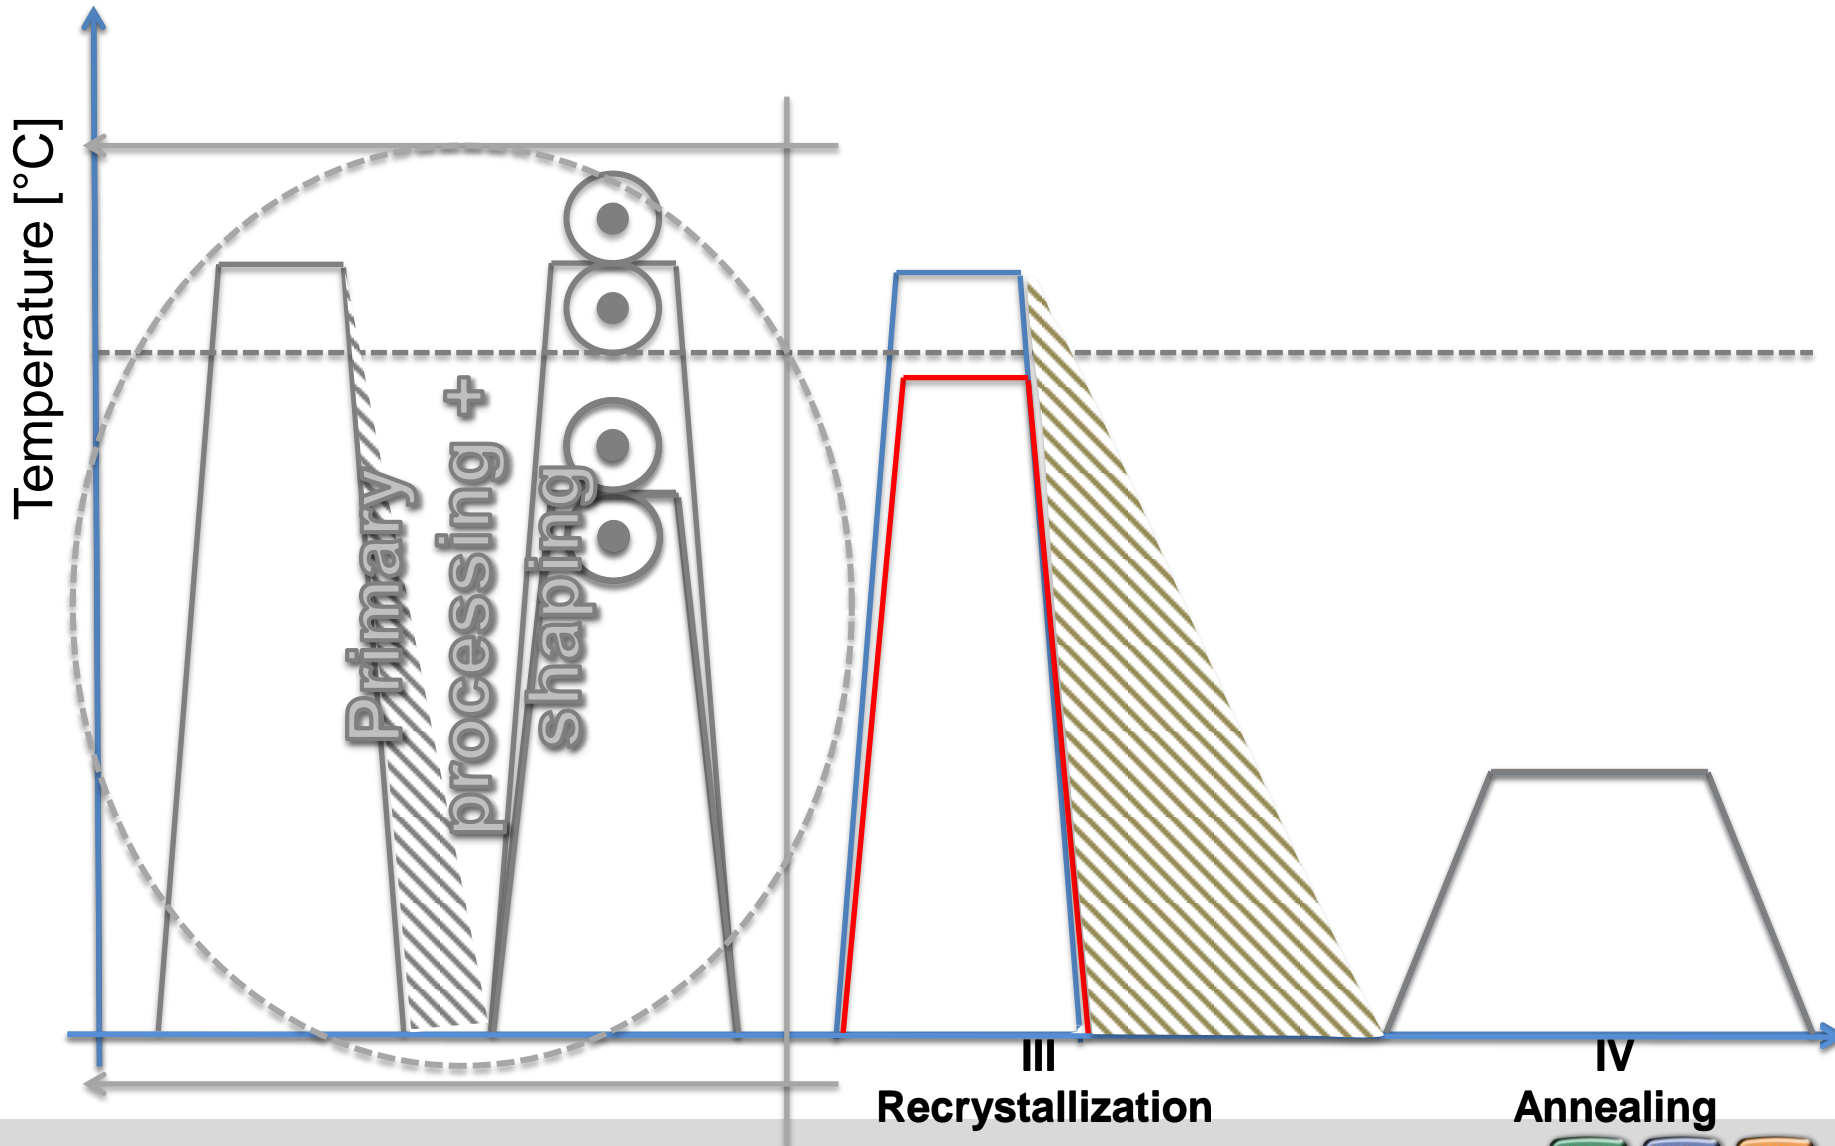 Temperature [°C]
Primary
processing +
shaping
III
Recrystallization
IV
Annealing